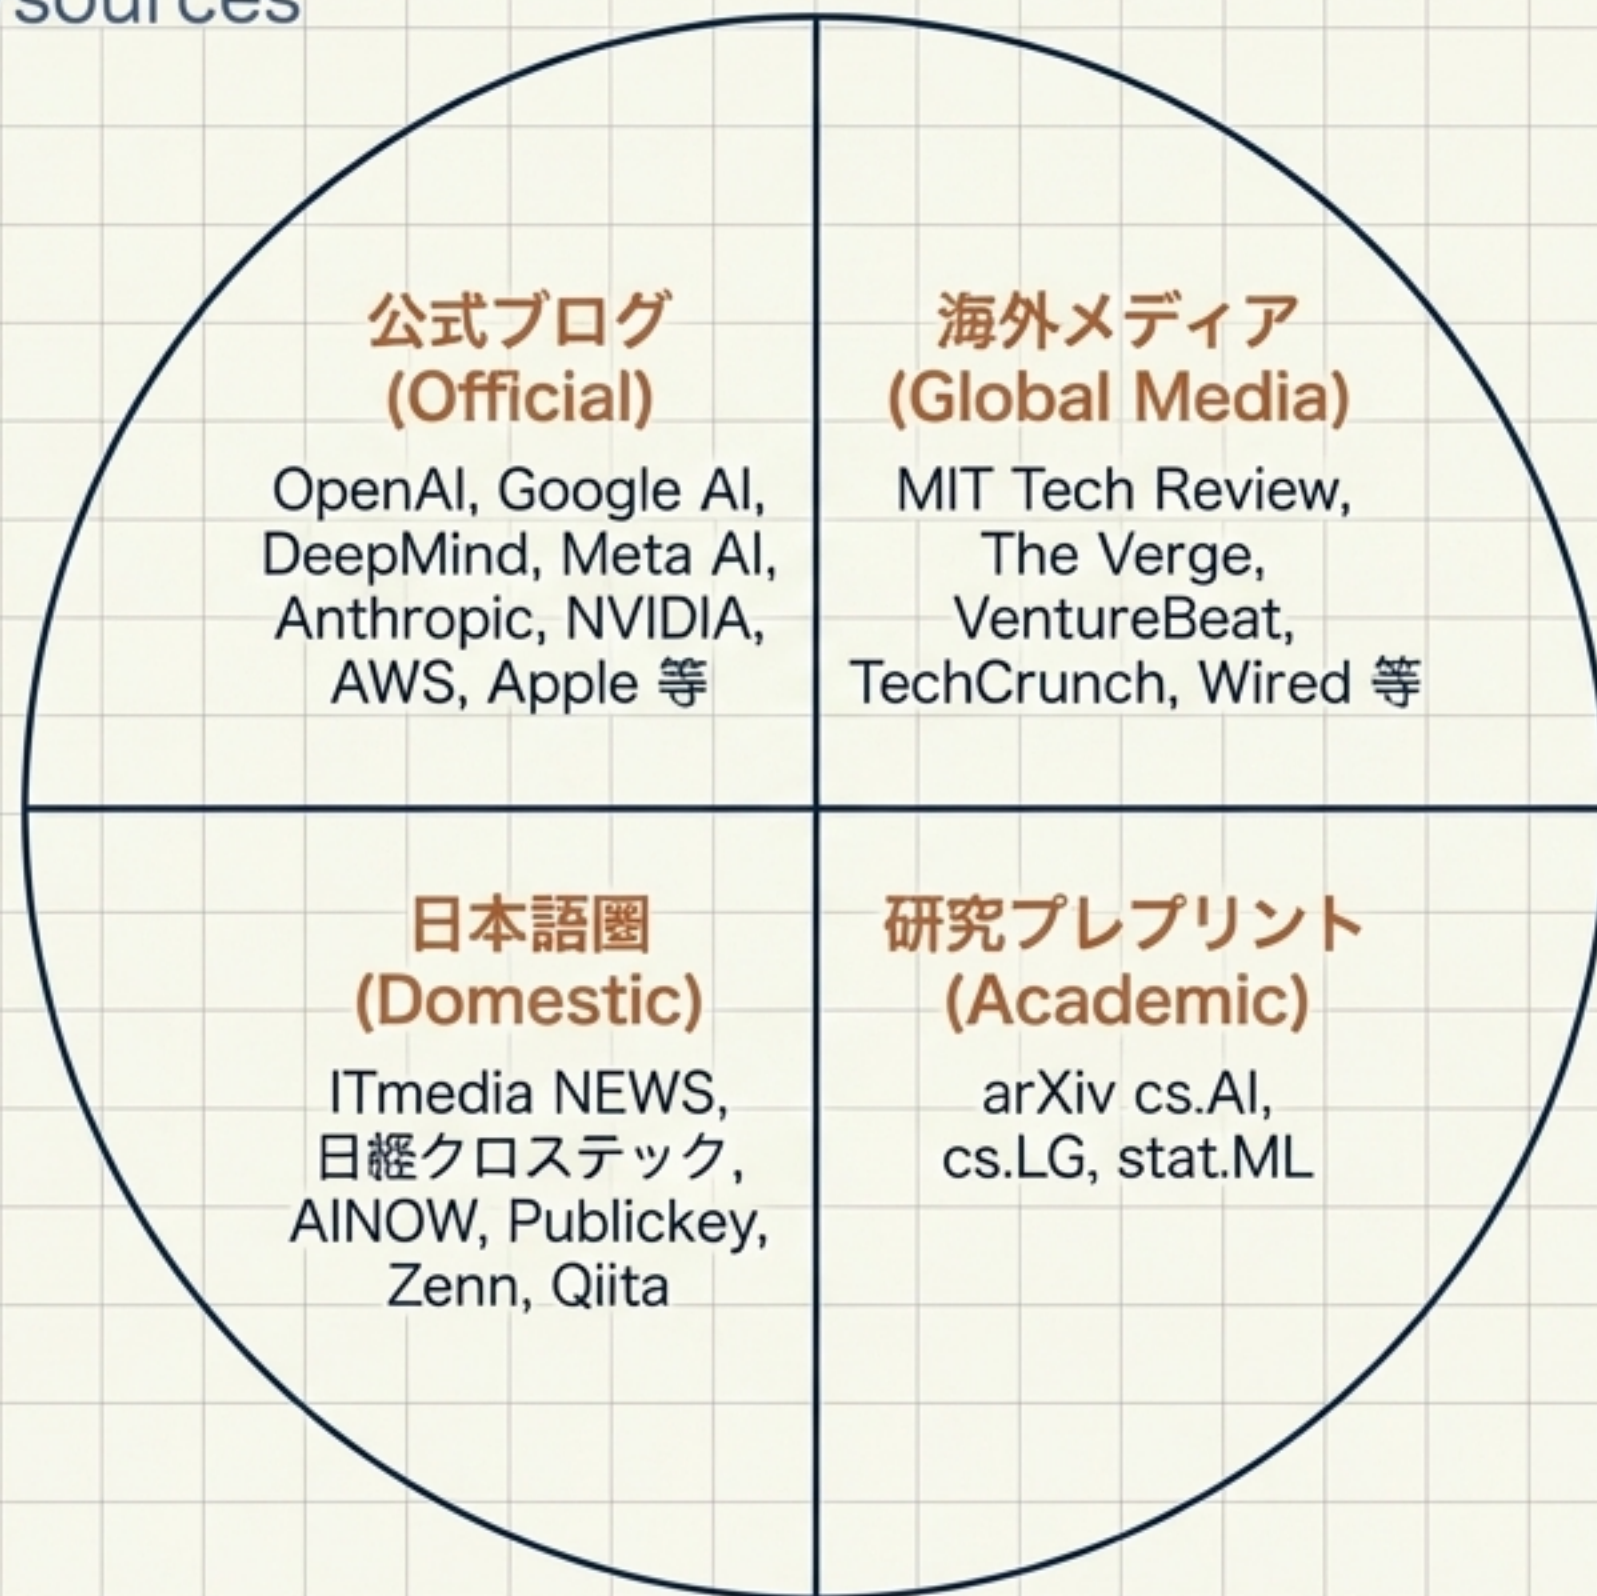 sources
公式ブログ
(Official)
OpenAI, Google AI,
DeepMind, Meta AI,
Anthropic, NVIDIA,
AWS, Apple 等
海外メディア
(Global Media)
MIT Tech Review,
The Verge,
VentureBeat,
TechCrunch, Wired 等
日本語圏
(Domestic)
ITmedia NEWS,
日経クロステック,
AINOW, Publickey,
Zenn, Qiita
研究プレプリント
(Academic)
arXiv cs.AI,
cs.LG, stat.ML